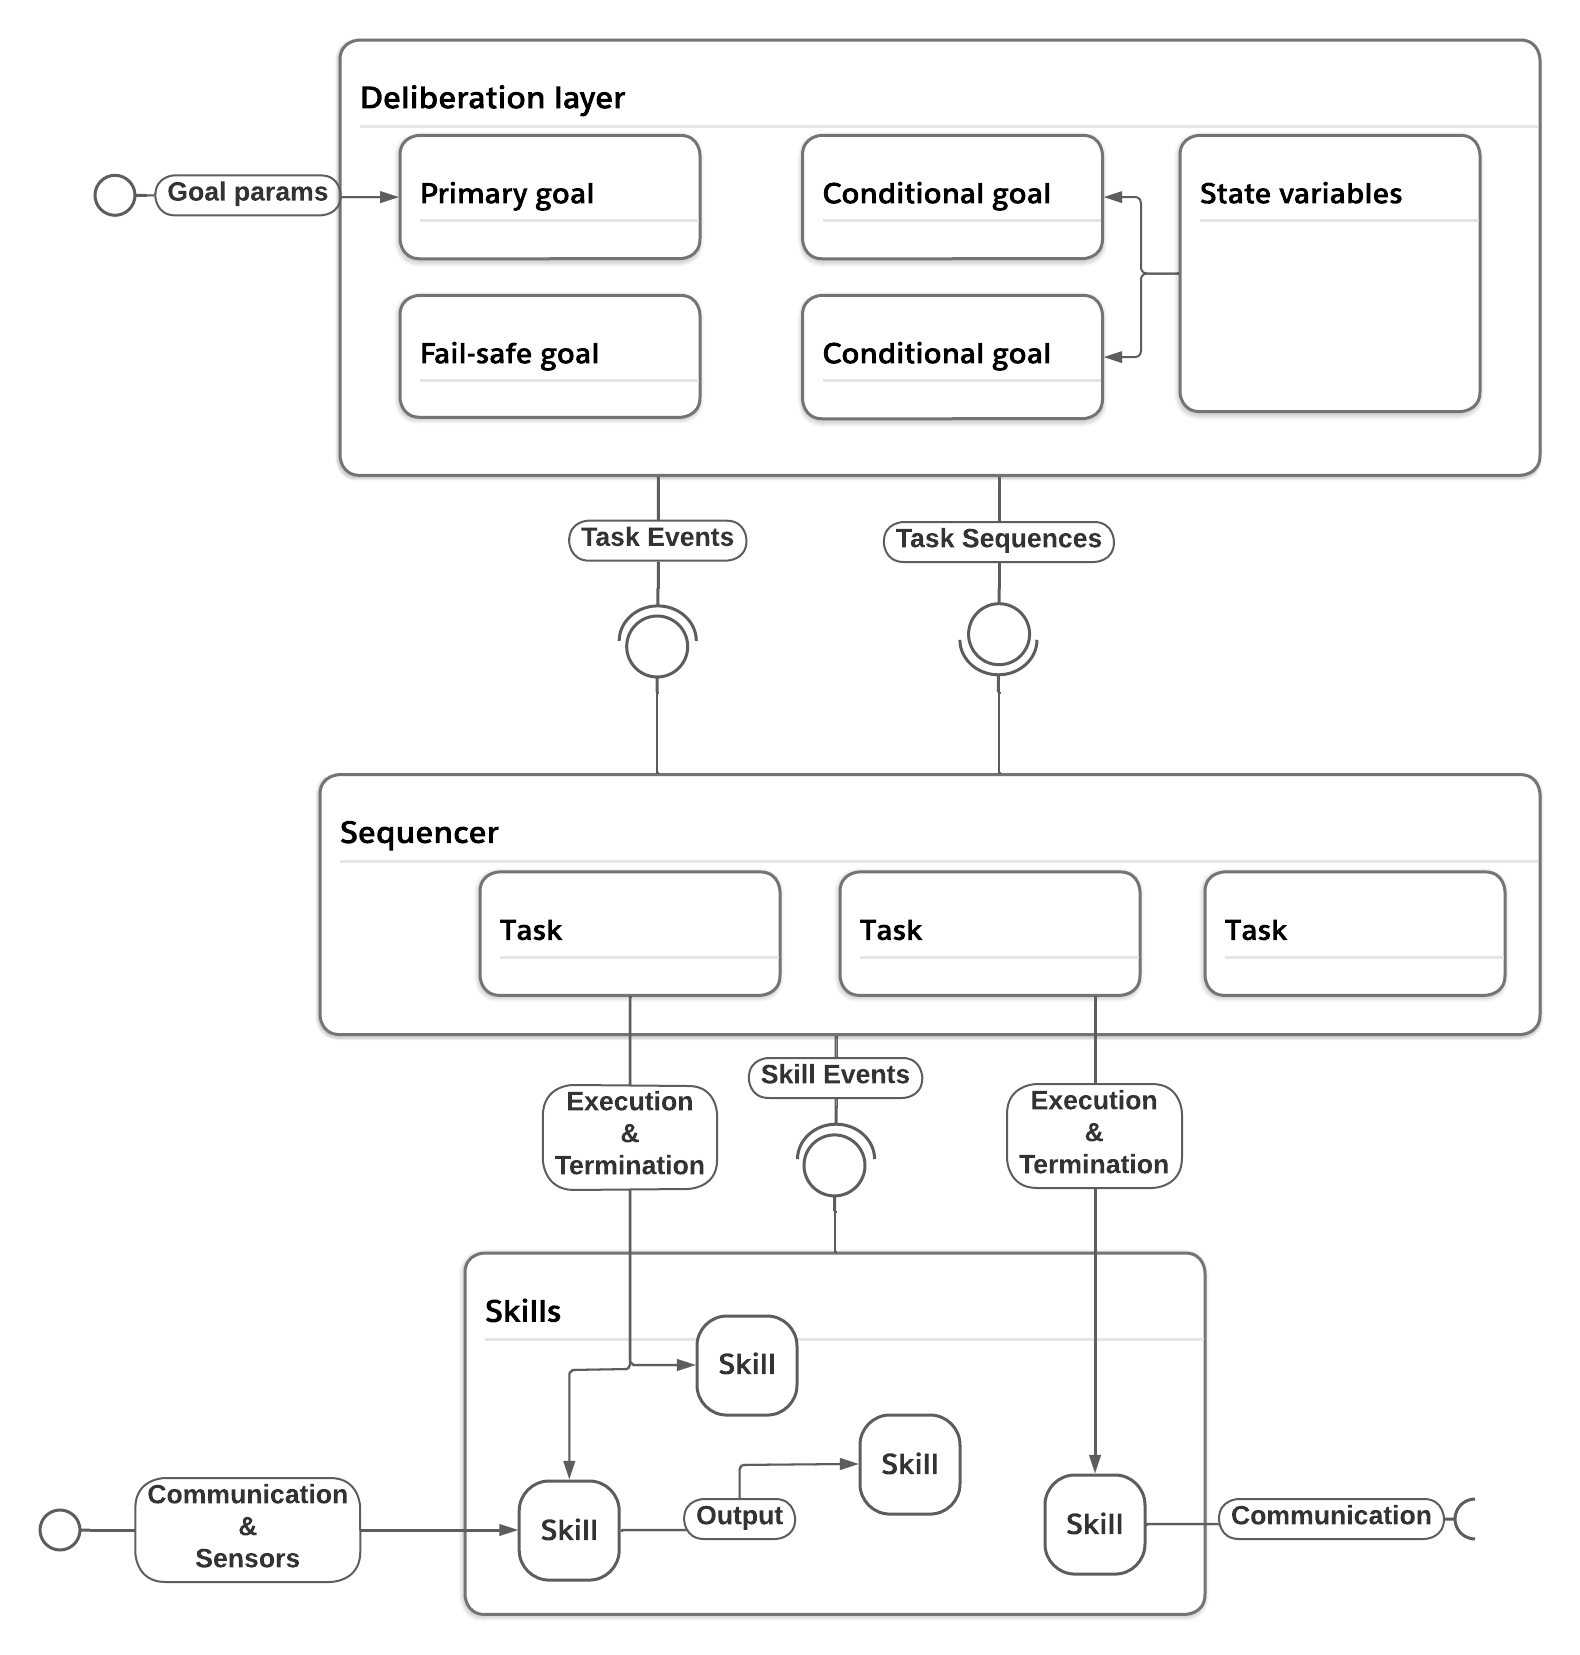 Deliberation layer
Goal params
Primary goal
Conditional goal
State variables
Fail-safe goal
Conditional goal
Task Events
Task Sequences
Sequencer
Task
Task
Task
Skill Events
Execution
&
Termination
Execution
&
Termination
Skills
Skill
Skill
Communication
&
Sensors
Skill
Output
Skill
Communication